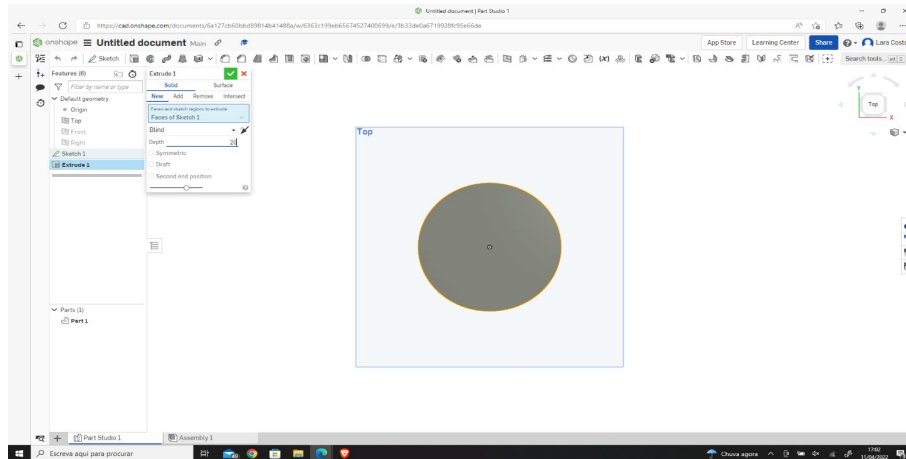 Untitled document | Part Studio 1
https://cad.onshape.com/documents/6a127cb60bbd89814b41488a/w/6363c199eb65674527400699/e/3b33de0a6719928fc95e66de
onshape Untitled document Main
App Store Learning Center Share Lara Costa
Sketch
Search tools...
Features (6)
Filter by name or type
Default geometry
Origin
Top
Front
Right
Sketch 1
Extrude 1
Extrude 1
Solid Surface
New Add Remove Intersect
Faces and sketch regions to extrude
Faces of Sketch 1
Blind
Depth 20
Symmetric
Draft
Second end position
Top
Y
Top
X
Parts (1)
Part 1
Part Studio 1 Assembly 1
Escreva aqui para procurar
Chuva agora
17:02
11/04/2022